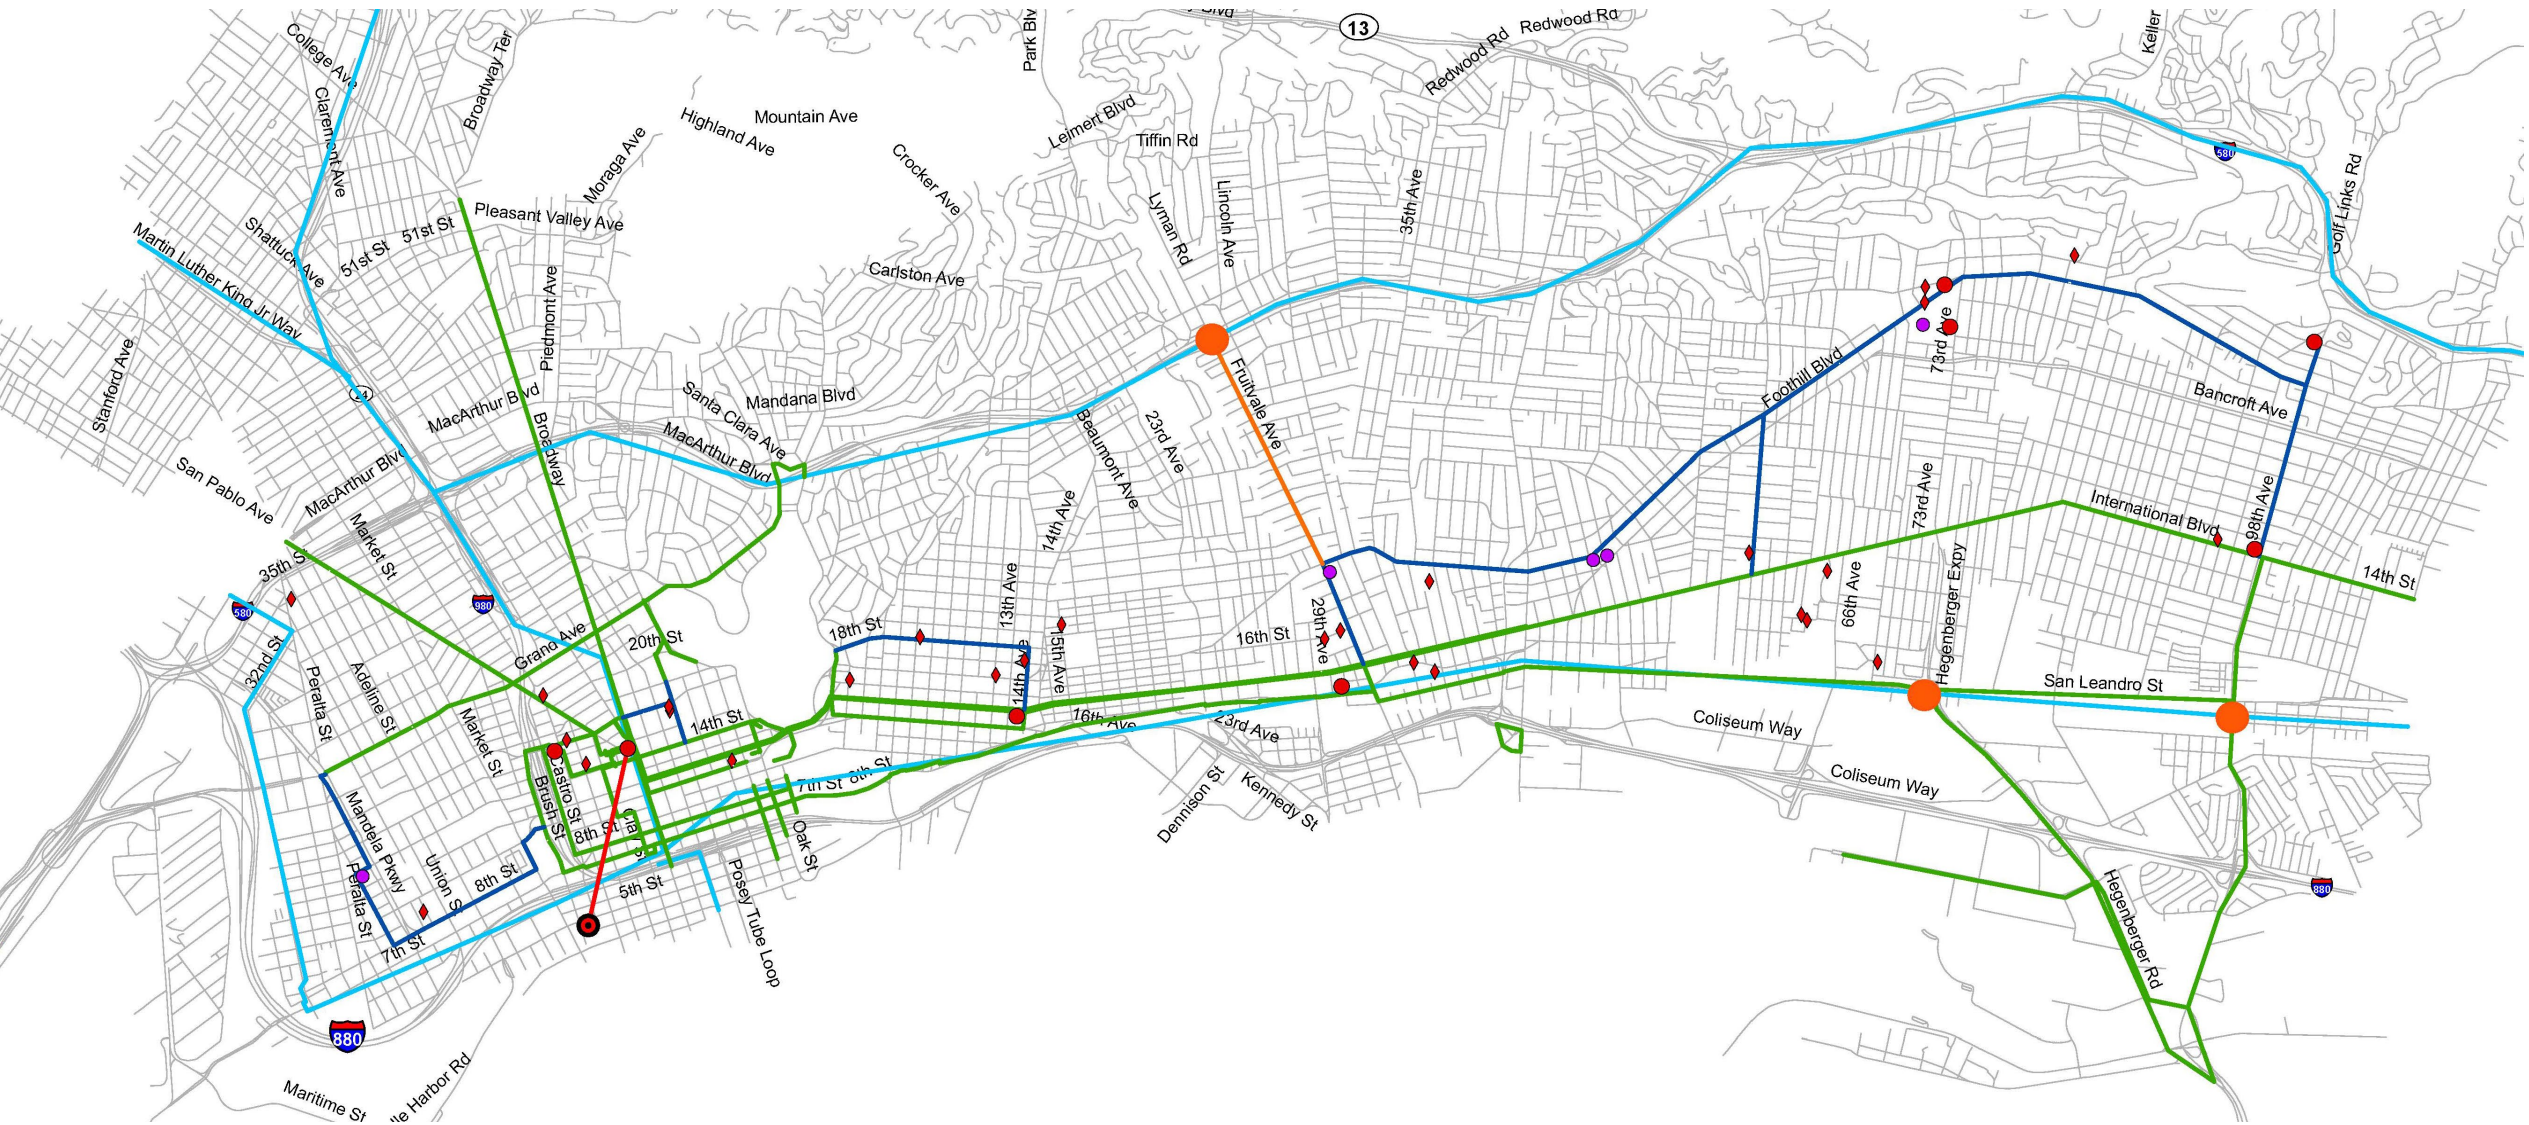 13
Redwood Rd
Redwood Rd
Keller
Park Blv
College Ave
Broadway Ter
Claremont Ave
Mountain Ave
Highland Ave
Moraga Ave
Leimert Blvd
Tiffin Rd
Crocker Ave
580
Lyman Rd
Lincoln Ave
35th Ave
Golf Links Rd
Pleasant Valley Ave
51st St
51st St
Shattuck Ave
Martin Luther King Jr Way
Carlston Ave
Piedmont Ave
Stanford Ave
MacArthur Blvd
Santa Clara Ave
Mandana Blvd
Fruitvale Ave
73rd Ave
Foothill Blvd
Bancroft Ave
Broadway
MacArthur Blvd
MacArthur Blvd
Beaumont Ave
23rd Ave
San Pablo Ave
Market St
14th Ave
73rd Ave
International Blvd
98th Ave
35th S
580
980
13th Ave
66th Ave
Hegenberger Expy
14th St
Grand Ave
20th St
18th St
14th Ave
15th Ave
16th St
29th Ave
32nd St
Peralta St
Adeline St
Market St
14th St
16th Ave
23rd Ave
San Leandro St
Coliseum Way
Coliseum Way
Castro St
Brush St
8th St
7th St
8th St
Clay St
Oak St
Dennison St
Kennedy St
Mandela Pkwy
Peralta St
Union St
8th St
5th St
7th St
Posey Tube Loop
Hegenberger Rd
880
880
Maritime St
lle Harbor Rd